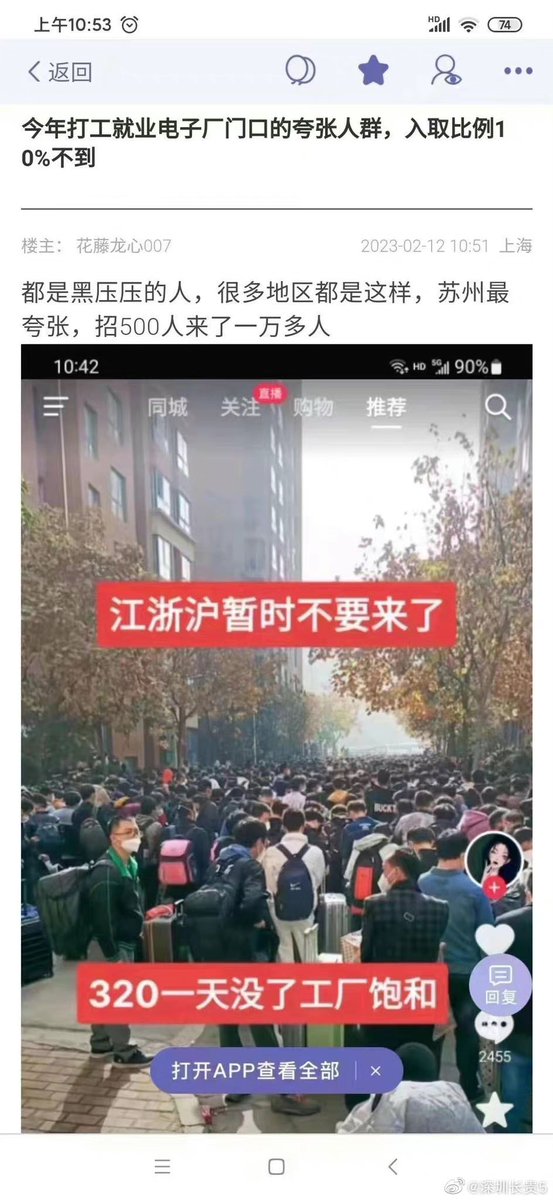 上午10:53
HD
74
返回
今年打工就业电子厂门口的夸张人群，入取比例1
0%不到
楼主： 花藤龙心007
2023-02-12 10:51 上海
都是黑压压的人，很多地区都是这样，苏州最
夸张，招500人来了一万多人
10:42
HD 5G 90%
同城
关注
直播
购物
推荐
江浙沪暂时不要来了
BUCKT
320一天没了工厂饱和
回复
2455
打开APP查看全部
@深圳长贵5